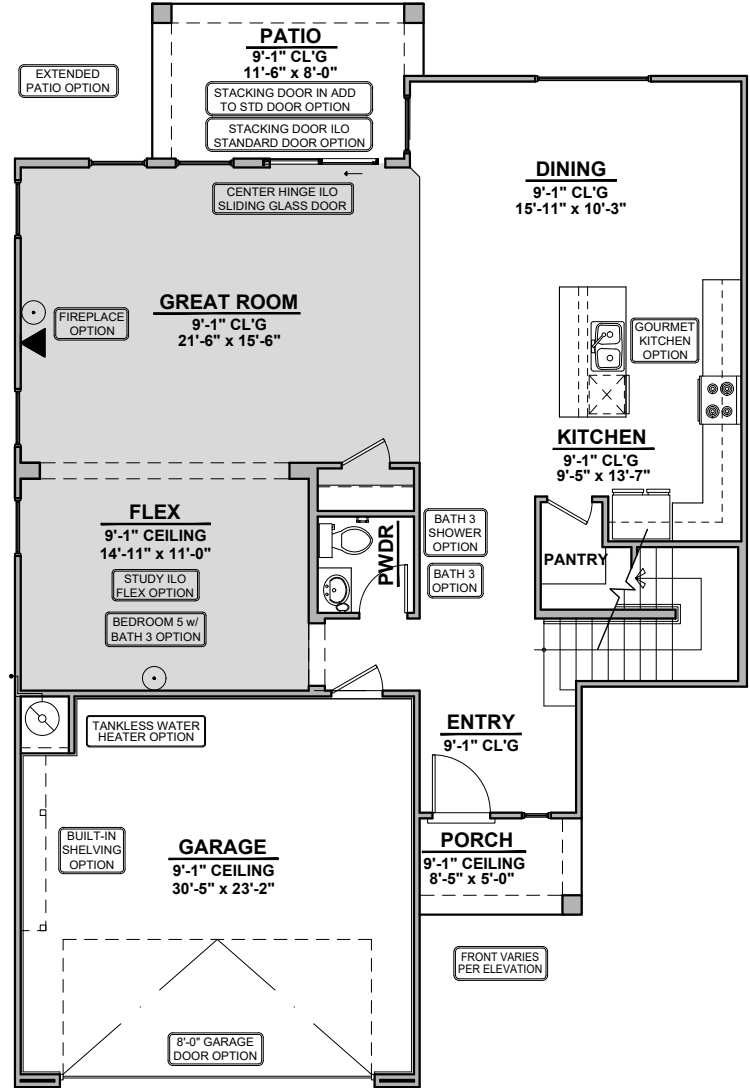 PATIO
9'-1" CL'G
11'-6" x 8'-0"
EXTENDED
PATIO OPTION
STACKING DOOR IN ADD
TO STD DOOR OPTION
STACKING DOOR ILO
STANDARD DOOR OPTION
CENTER HINGE ILO
SLIDING GLASS DOOR
DINING
9'-1" CL'G
15'-11" x 10'-3"
GREAT ROOM
9'-1" CL'G
21'-6" x 15'-6"
FIREPLACE
OPTION
GOURMET
KITCHEN
OPTION
KITCHEN
9'-1" CL'G
9'-5" x 13'-7"
FLEX
9'-1" CEILING
14'-11" x 11'-0"
STUDY ILO
FLEX OPTION
BEDROOM 5 w/
BATH 3 OPTION
PWDR
BATH 3
SHOWER
OPTION
BATH 3
OPTION
PANTRY
TANKLESS WATER
HEATER OPTION
ENTRY
9'-1" CL'G
BUILT-IN
SHELVING
OPTION
GARAGE
9'-1" CEILING
30'-5" x 23'-2"
PORCH
9'-1" CEILING
8'-5" x 5'-0"
FRONT VARIES
PER ELEVATION
8'-0" GARAGE
DOOR OPTION